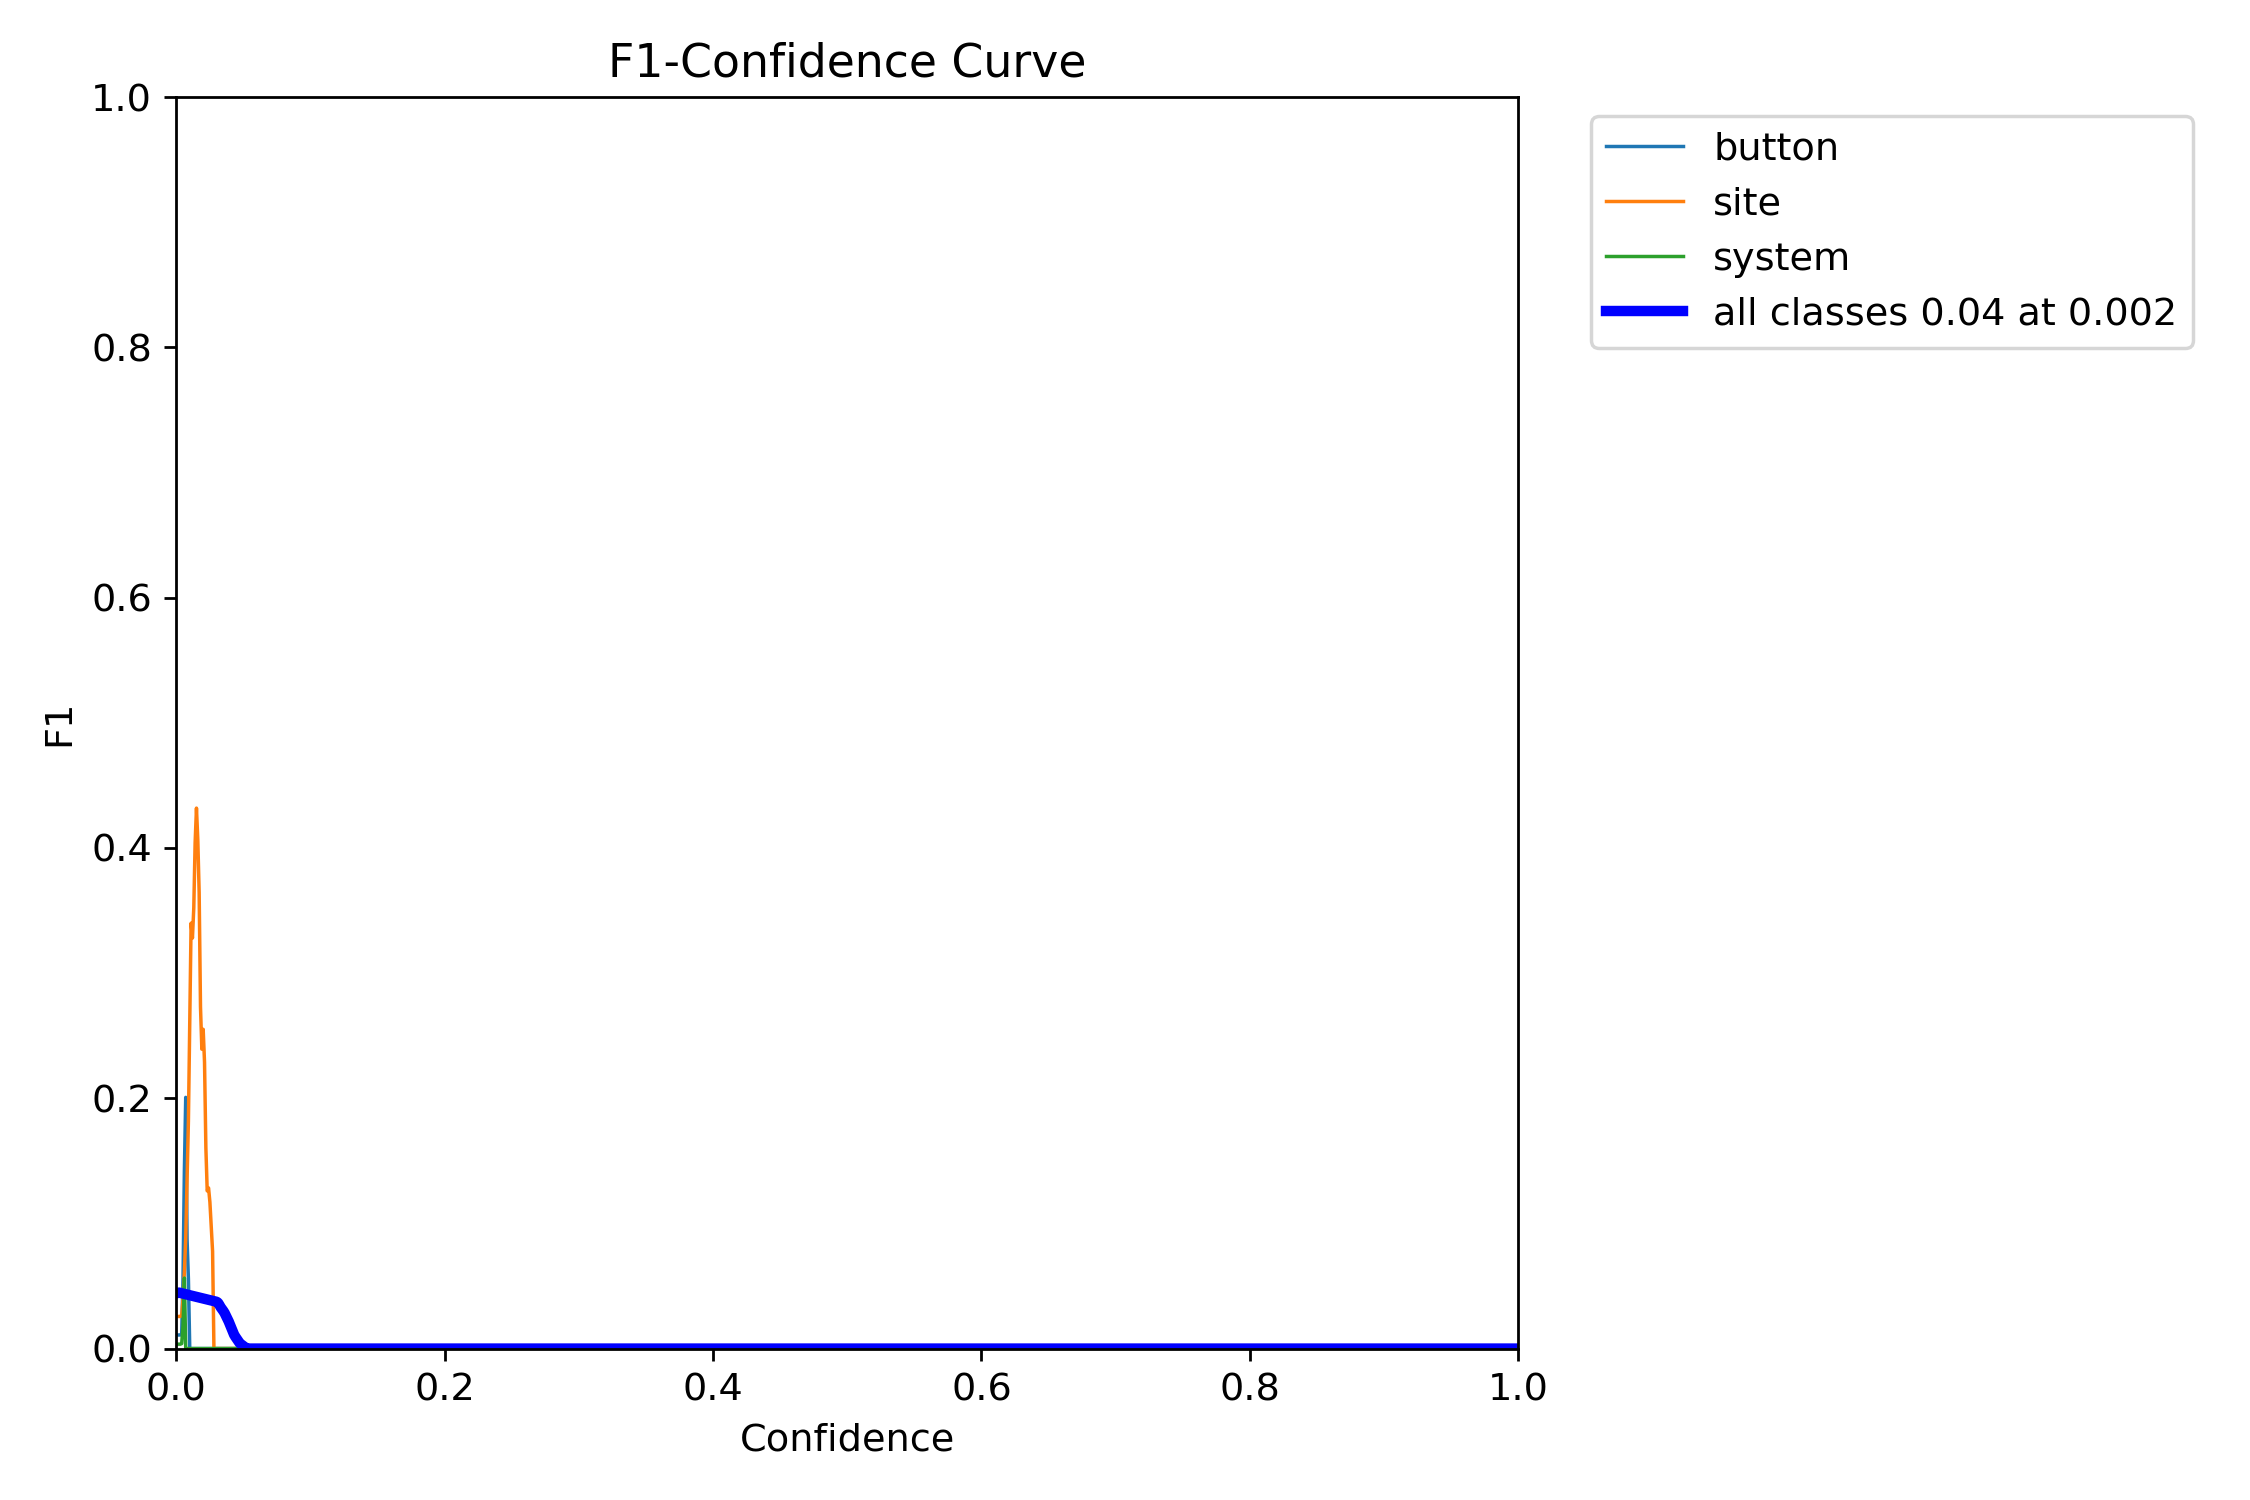 F1-Confidence Curve
button
site
system
all classes 0.04 at 0.002
1.0
0.8
0.6
0.4
0.2
0.0
F1
0.0 0.2 0.4 0.6 0.8 1.0
Confidence